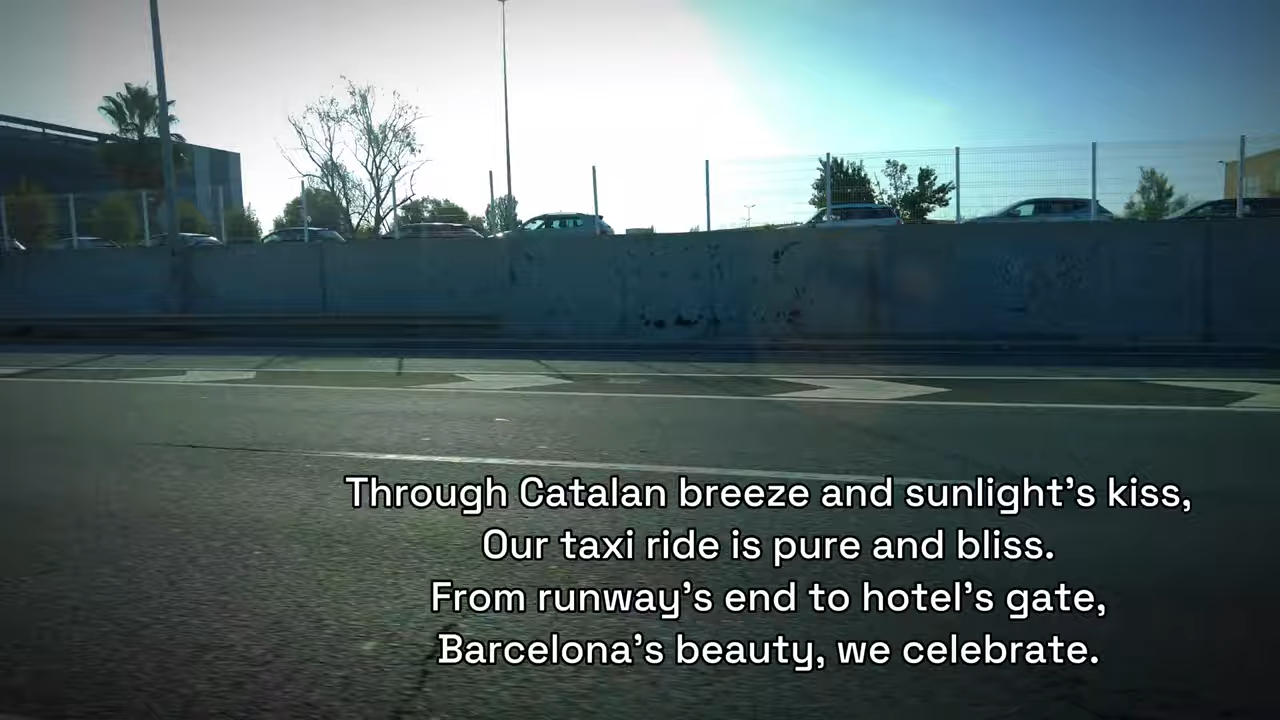 Through Catalan breeze and sunlight’s kiss,
Our taxi ride is pure and bliss.
From runway’s end to hotel’s gate,
Barcelona’s beauty, we celebrate.